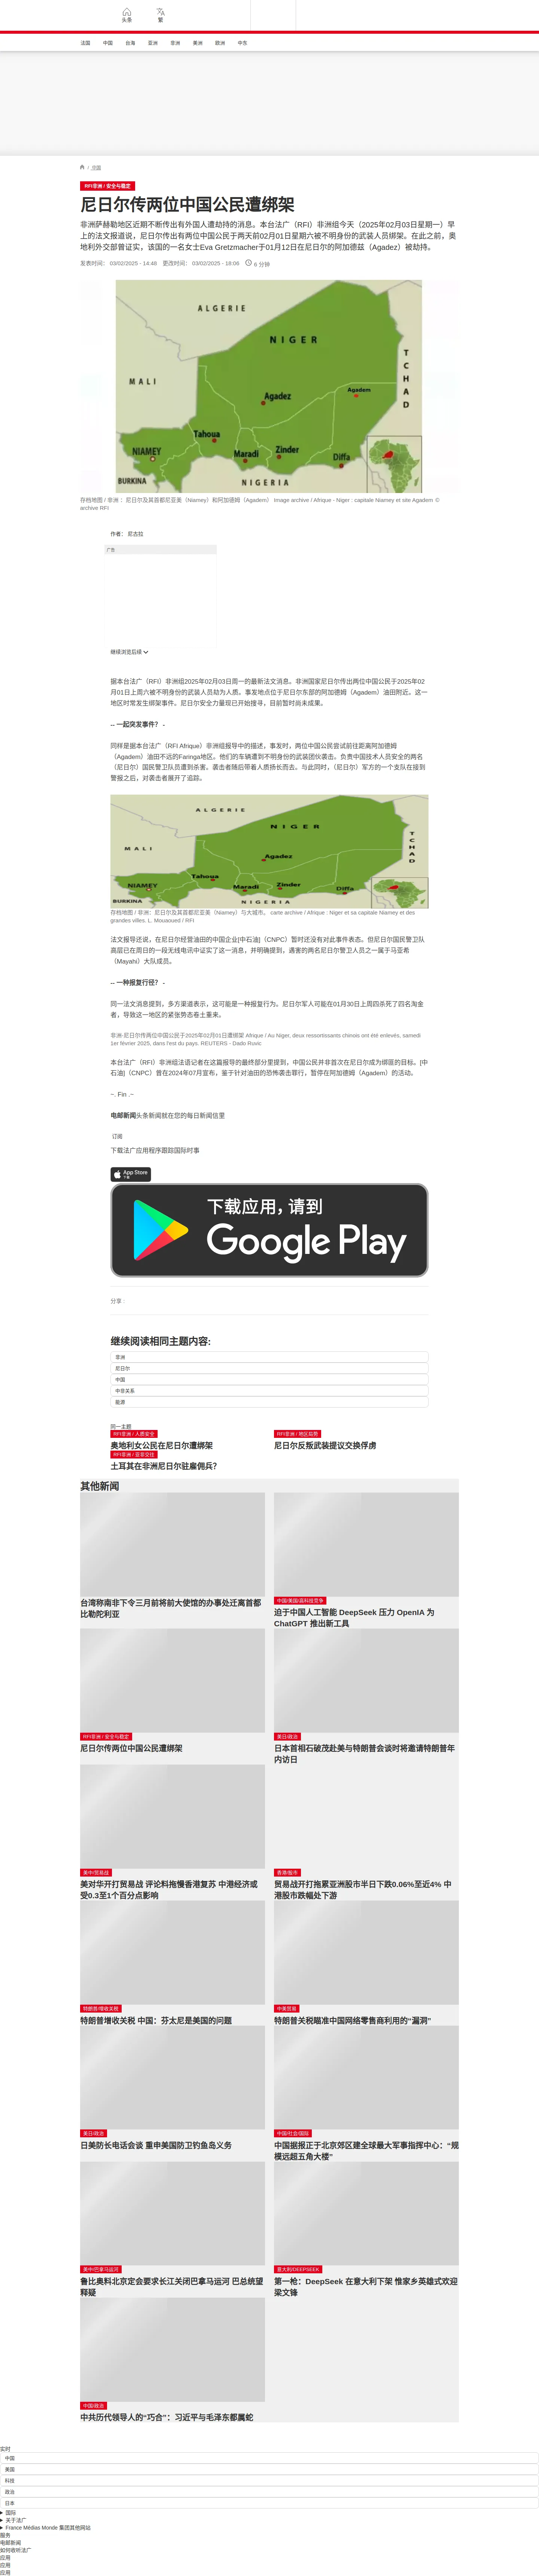 头条
繁
法国
中国
台海
亚洲
非洲
美洲
欧洲
中东
/ 中国
RFI非洲 / 安全与稳定
尼日尔传两位中国公民遭绑架
非洲萨赫勒地区近期不断传出有外国人遭劫持的消息。本台法广（RFI）非洲组今天（2025年02月03日星期一）早
上的法文报道说，尼日尔传出有两位中国公民于两天前02月01日星期六被不明身份的武装人员绑架。在此之前，奥
地利外交部曾证实，该国的一名女士Eva Gretzmacher于01月12日在尼日尔的阿加德兹（Agadez）被劫持。
发表时间： 03/02/2025 - 14:48 更改时间： 03/02/2025 - 18:06 6 分钟
ALGERIE
NIGER
TCHAD
MALI
Agadez
Agadem
Tahoua
NIAMEY
Maradi
Zinder
Diffa
BURKINA
NIGERIA
存档地图 / 非洲 ：尼日尔及其首都尼亚美（Niamey）和阿加德姆（Agadem） Image archive / Afrique - Niger : capitale Niamey et site Agadem ©
archive RFI
作者： 尼古拉
广告
继续浏览后续
据本台法广（RFI）非洲组2025年02月03日周一的最新法文消息。非洲国家尼日尔传出两位中国公民于2025年02
月01日上周六被不明身份的武装人员劫为人质。事发地点位于尼日尔东部的阿加德姆（Agadem）油田附近。这一
地区时常发生绑架事件。尼日尔安全力量现已开始搜寻，目前暂时尚未成果。
-- 一起突发事件？ -
同样是据本台法广（RFI Afrique）非洲组报导中的描述，事发时，两位中国公民尝试前往距离阿加德姆
（Agadem）油田不远的Faringa地区。他们的车辆遭到不明身份的武装团伙袭击。负责中国技术人员安全的两名
（尼日尔）国民警卫队员遭到杀害。袭击者随后带着人质扬长而去。与此同时，（尼日尔）军方的一个支队在接到
警报之后，对袭击者展开了追踪。
ALGERIE
NIGER
TCHAD
MALI
Agadez
Tahoua
NIAMEY
Maradi
Zinder
Diffa
BURKINA
NIGERIA
存档地图 / 非洲：尼日尔及其首都尼亚美（Niamey）与大城市。 carte archive / Afrique : Niger et sa capitale Niamey et des
grandes villes. L. Mouaoued / RFI
法文报导还说，在尼日尔经营油田的中国企业[中石油]（CNPC）暂时还没有对此事件表态。但尼日尔国民警卫队
高层已在周日的一段无线电讯中证实了这一消息，并明确提到，遇害的两名尼日尔警卫人员之一属于马亚希
（Mayahi）大队成员。
-- 一种报复行径？ -
同一法文消息提到，多方渠道表示，这可能是一种报复行为。尼日尔军人可能在01月30日上周四杀死了四名淘金
者，导致这一地区的紧张势态卷土重来。
非洲-尼日尔传两位中国公民于2025年02月01日遭绑架 Afrique / Au Niger, deux ressortissants chinois ont été enlevés, samedi
1er février 2025, dans l'est du pays. REUTERS - Dado Ruvic
本台法广（RFI）非洲组法语记者在这篇报导的最终部分里提到，中国公民并非首次在尼日尔成为绑匪的目标。[中
石油]（CNPC）曾在2024年07月宣布，鉴于针对油田的恐怖袭击罪行，暂停在阿加德姆（Agadem）的活动。
~. Fin .~
电邮新闻头条新闻就在您的每日新闻信里
订阅
下载法广应用程序跟踪国际时事
App Store
下载
下载应用，请到
Google Play
分享 :
继续阅读相同主题内容:
非洲
尼日尔
中国
中非关系
能源
同一主题
RFI非洲 / 人质安全
奥地利女公民在尼日尔遭绑架
RFI非洲 / 地区局势
尼日尔反叛武装提议交换俘虏
RFI非洲 / 亚非交往
土耳其在非洲尼日尔驻雇佣兵?
其他新闻
台湾称南非下令三月前将前大使馆的办事处迁离首都
比勒陀利亚
中国/美国/高科技竞争
迫于中国人工智能 DeepSeek 压力 OpenIA 为
ChatGPT 推出新工具
RFI非洲 / 安全与稳定
尼日尔传两位中国公民遭绑架
美日/政治
日本首相石破茂赴美与特朗普会谈时将邀请特朗普年
内访日
美中/贸易战
美对华开打贸易战 评论料拖慢香港复苏 中港经济或
受0.3至1个百分点影响
香港/股市
贸易战开打拖累亚洲股市半日下跌0.06%至近4% 中
港股市跌幅处下游
特朗普/增收关税
特朗普增收关税 中国：芬太尼是美国的问题
中美贸易
特朗普关税瞄准中国网络零售商利用的“漏洞”
美日/政治
日美防长电话会谈 重申美国防卫钓鱼岛义务
中国/社会/国际
中国据报正于北京郊区建全球最大军事指挥中心：“规
模远超五角大楼”
美中/巴拿马运河
鲁比奥料北京定会要求长江关闭巴拿马运河 巴总统望
释疑
意大利/DEEPSEEK
第一枪：DeepSeek 在意大利下架 惟家乡英雄式欢迎
梁文锋
中国/政治
中共历代领导人的“巧合”：习近平与毛泽东都属蛇
实时
中国
美国
科技
政治
日本
国际
关于法广
France Médias Monde 集团其他网站
服务
电邮新闻
如何收听法广
应用
应用
应用